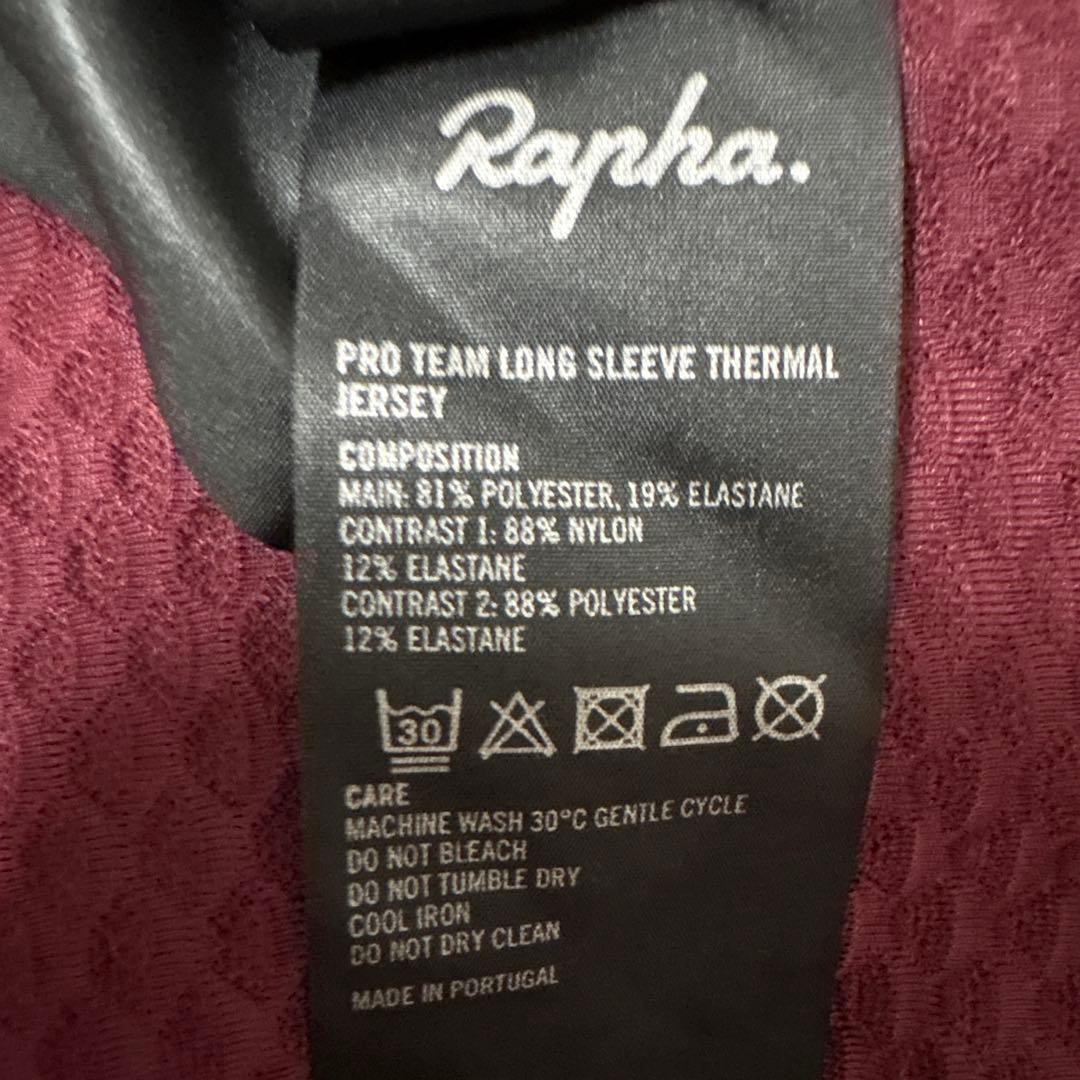 Rapha.
PRO TEAM LONG SLEEVE THERMAL
JERSEY
COMPOSITION
MAIN: 81% POLYESTER, 19% ELASTANE
CONTRAST 1: 88% NYLON
12% ELASTANE
CONTRAST 2: 88% POLYESTER
12% ELASTANE
30
CARE
MACHINE WASH 30°C GENTLE CYCLE
DO NOT BLEACH
DO NOT TUMBLE DRY
COOL IRON
DO NOT DRY CLEAN
MADE IN PORTUGAL